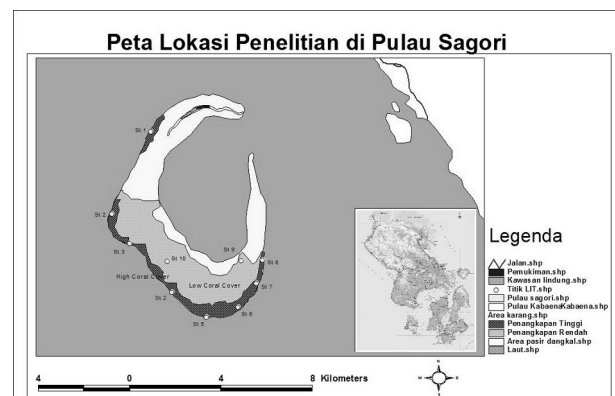 Peta Lokasi Penelitian di Pulau Sagori
St 1
St 2
St 3
St 10
St 9
St 8
High Coral Cover
Low Coral Cover
St 7
St 2
St 6
St 5
Legenda
Jalan.shp
Pemukiman.shp
Kawasan lindung.shp
Titik LIT.shp
Pulau sagori.shp
Pulau KabaenaKabaena.shp
Area karang.shp
Penangkapan Tinggi
Penangkapan Rendah
Area pasir dangkal.shp
Laut.shp
4 0 4 8 Kilometers
N
W E
S